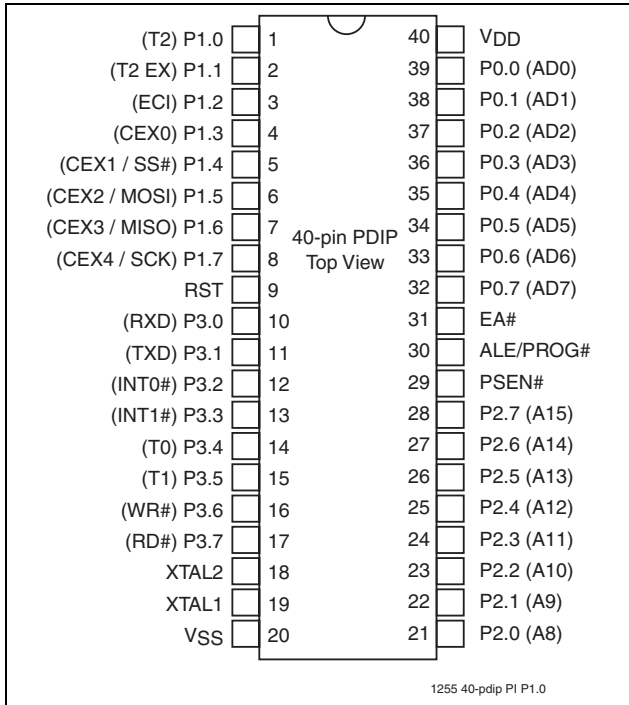 (T2) P1.0 1 40 VDD
(T2 EX) P1.1 2 39 P0.0 (AD0)
(ECI) P1.2 3 38 P0.1 (AD1)
(CEX0) P1.3 4 37 P0.2 (AD2)
(CEX1 / SS#) P1.4 5 36 P0.3 (AD3)
(CEX2 / MOSI) P1.5 6 35 P0.4 (AD4)
(CEX3 / MISO) P1.6 7 34 P0.5 (AD5)
40-pin PDIP
(CEX4 / SCK) P1.7 8 Top View 33 P0.6 (AD6)
RST 9 32 P0.7 (AD7)
(RXD) P3.0 10 31 EA#
(TXD) P3.1 11 30 ALE/PROG#
(INT0#) P3.2 12 29 PSEN#
(INT1#) P3.3 13 28 P2.7 (A15)
(T0) P3.4 14 27 P2.6 (A14)
(T1) P3.5 15 26 P2.5 (A13)
(WR#) P3.6 16 25 P2.4 (A12)
(RD#) P3.7 17 24 P2.3 (A11)
XTAL2 18 23 P2.2 (A10)
XTAL1 19 22 P2.1 (A9)
VSS 20 21 P2.0 (A8)
1255 40-pdip PI P1.0